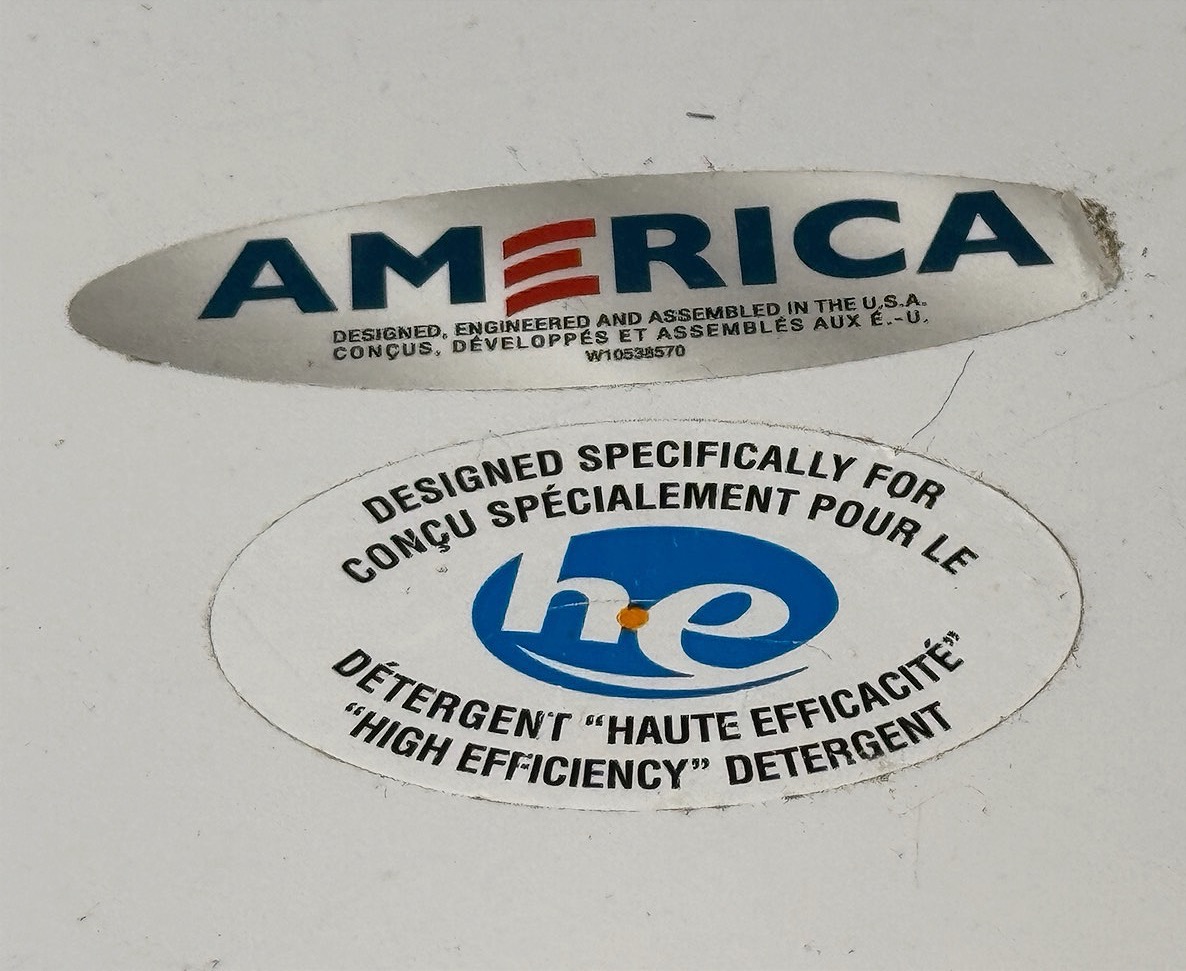 AMERICA
DESIGNED, ENGINEERED AND ASSEMBLED IN THE U.S.A.
CONÇUS, DÉVELOPPÉS ET ASSEMBLÉS AUX É.-U.
W10538570
DESIGNED SPECIFICALLY FOR
CONÇU SPÉCIALEMENT POUR LE
he
DÉTERGENT “HAUTE EFFICACITÉ”
“HIGH EFFICIENCY” DETERGENT